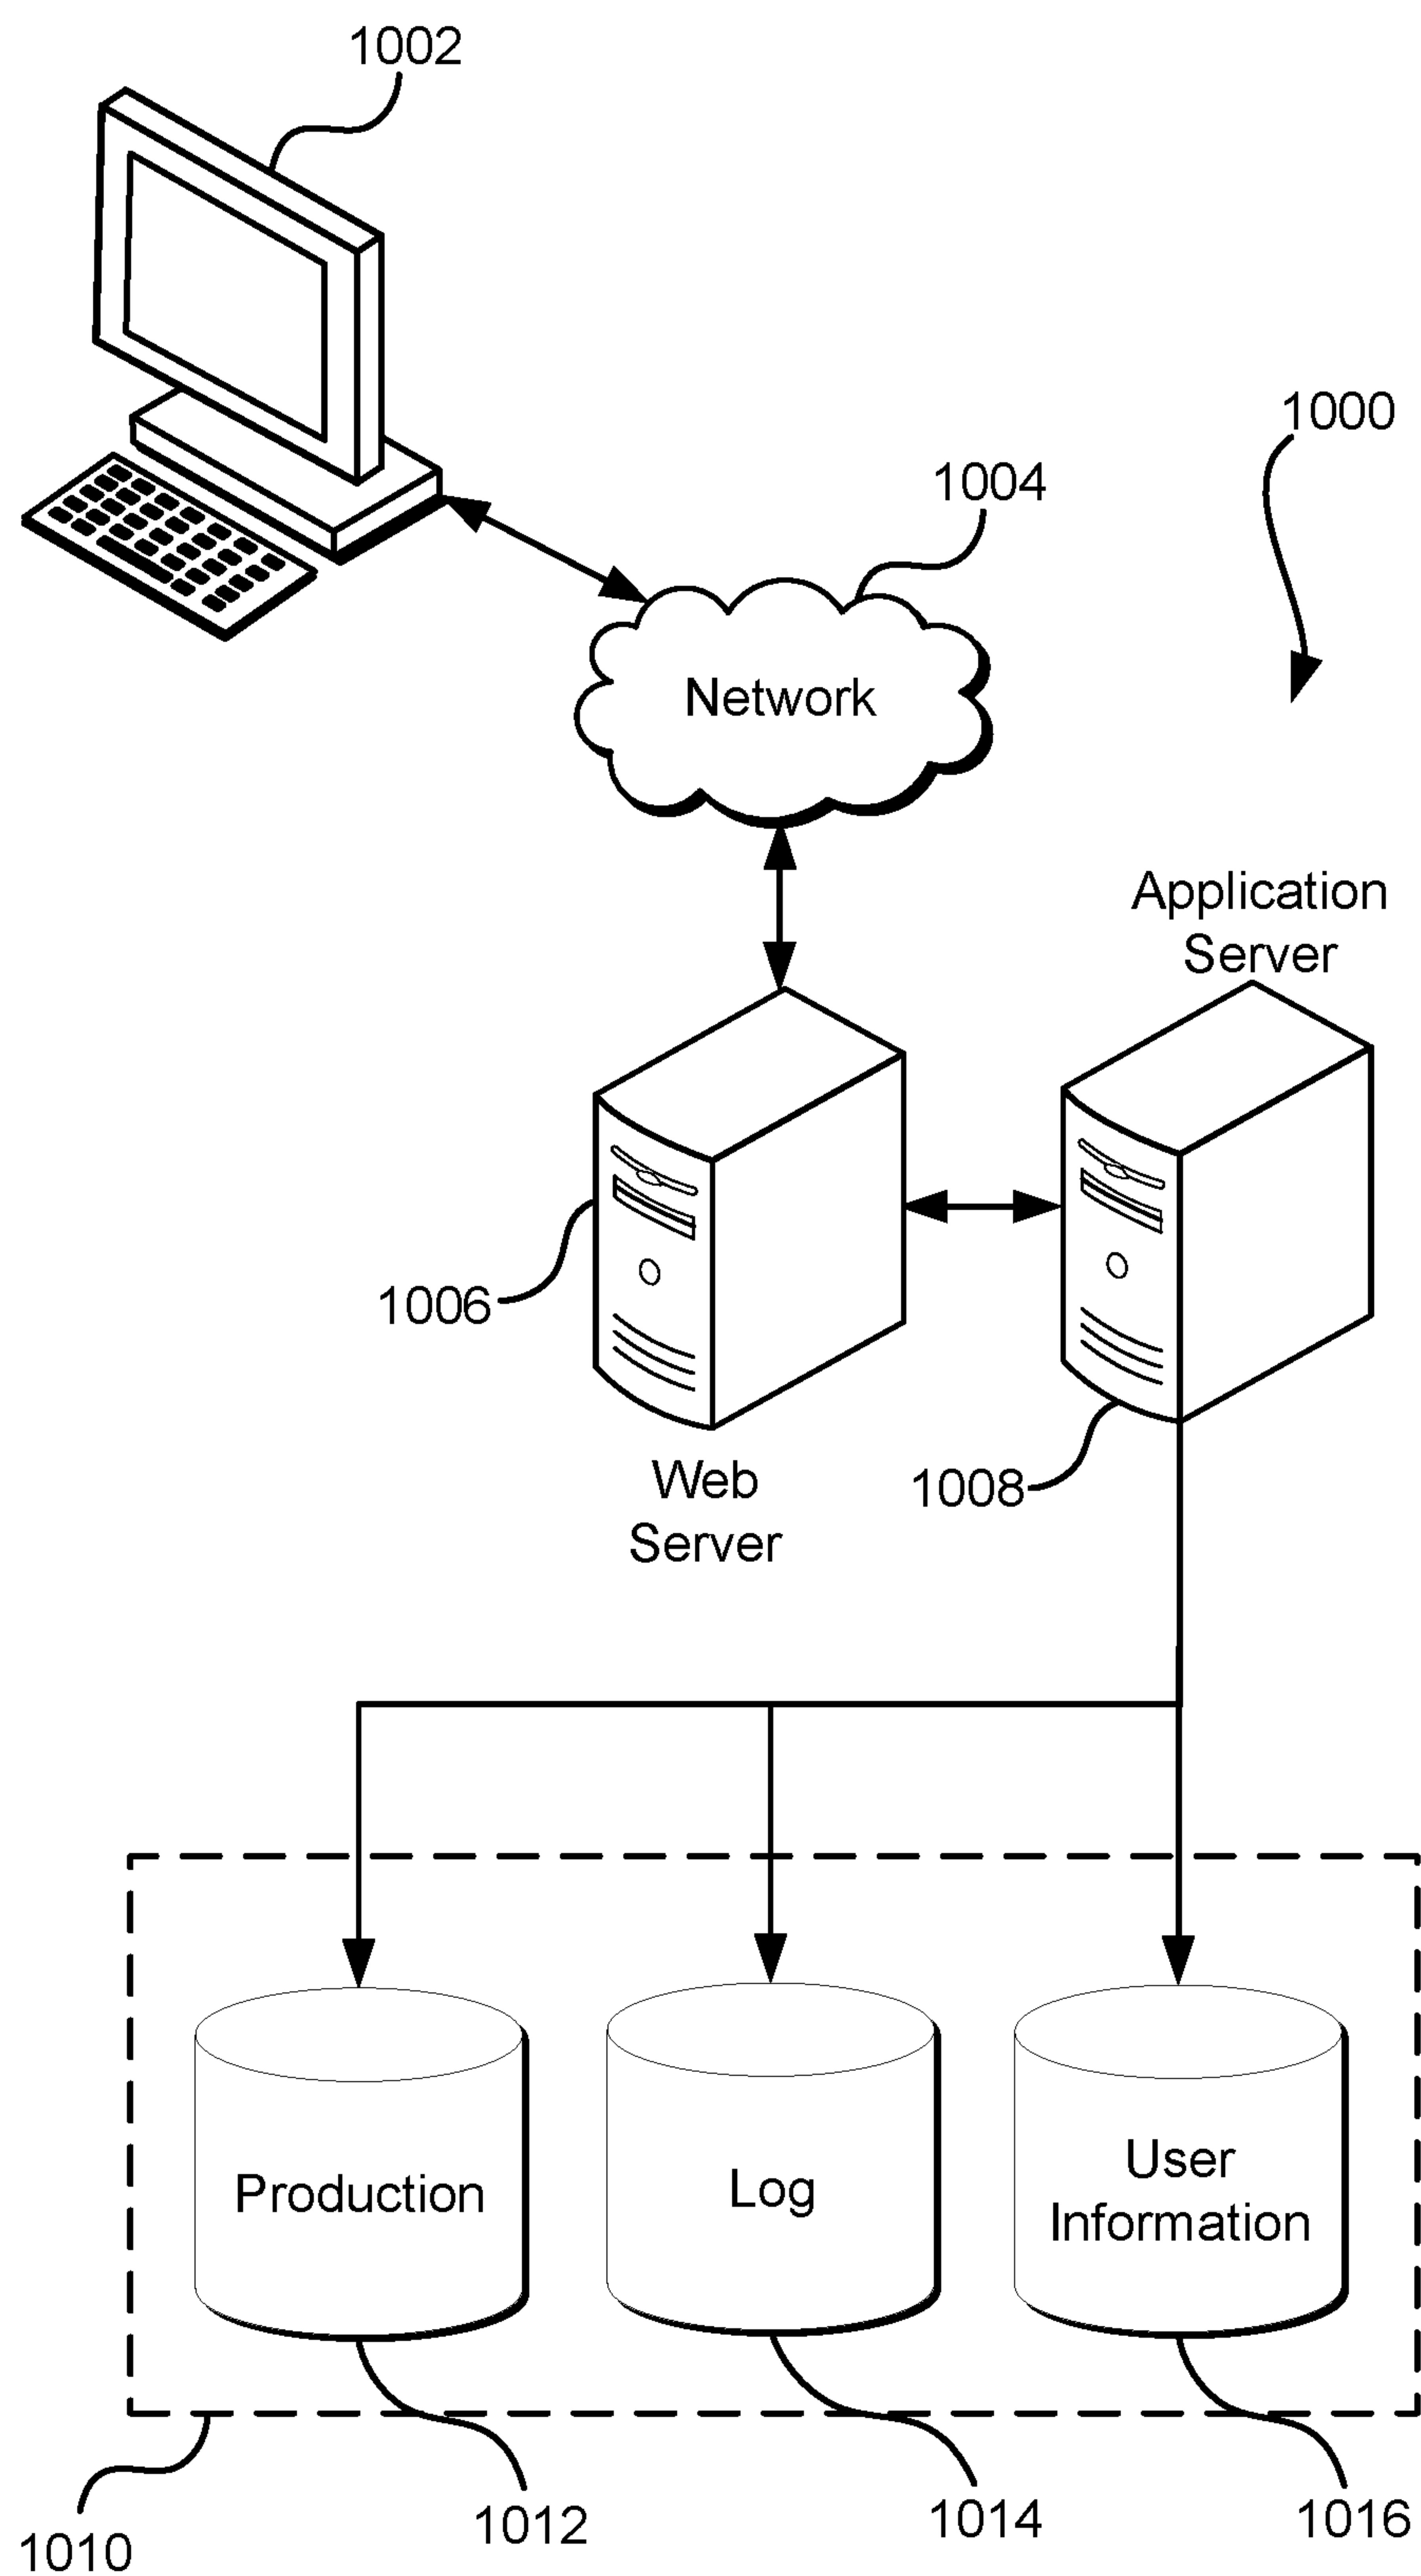 1002
1000
1004
Network
Application
Server
1006
Web
Server
1008
Production
Log
User
Information
1010
1012
1014
1016